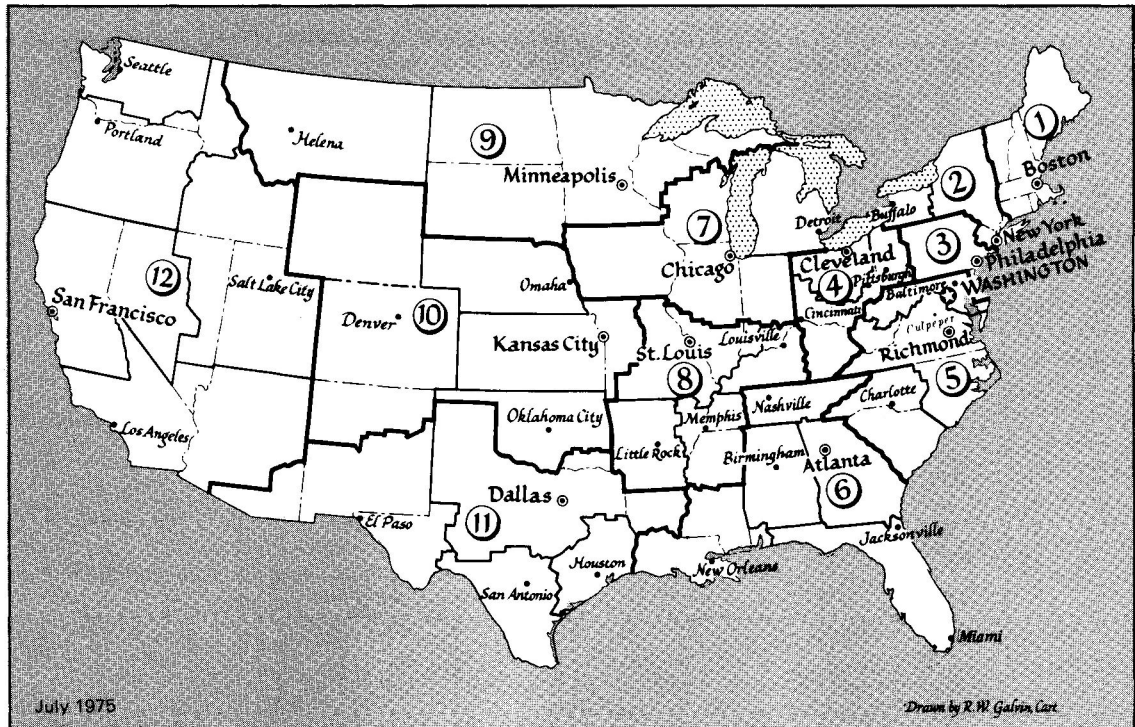 Seattle
Portland
Helena
9
Minneapolis
1
Boston
2
Buffalo
Detroit
7
Chicago
3
New York
Philadelphia
WASHINGTON
Cleveland
4
Pittsburgh
Baltimore
Cincinnati
Culpeper
Richmond
12
San Francisco
Salt Lake City
Omaha
Denver
10
Kansas City
St. Louis
8
Louisville
5
Charlotte
Nashville
Memphis
Oklahoma City
Little Rock
Los Angeles
Birmingham
Atlanta
6
Dallas
11
El Paso
Houston
San Antonio
New Orleans
Jacksonville
Miami
July 1975
Drawn by R.W. Galvin, Cart.